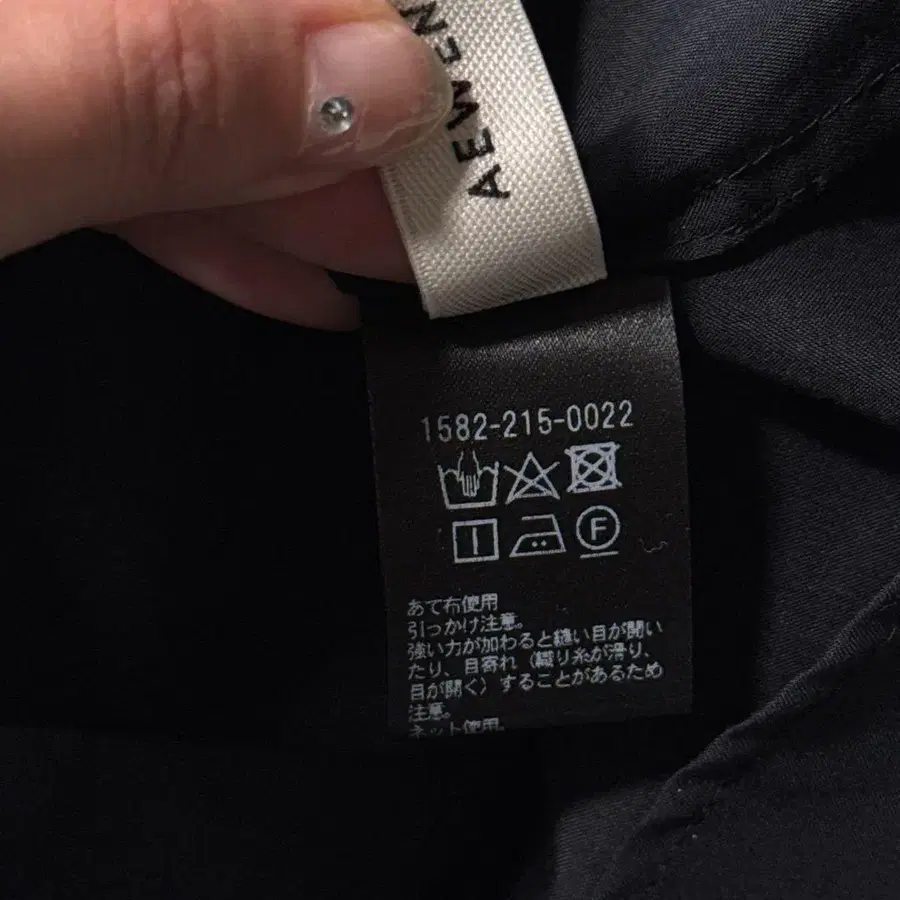 AEWEN
1582-215-0022
F
あて布使用
引っかけ注意。
強い力が加わると縫い目が開い
たり、目寄れ（織り糸が滑り、
目が開く）することがあるため
注意。
ネット使用。